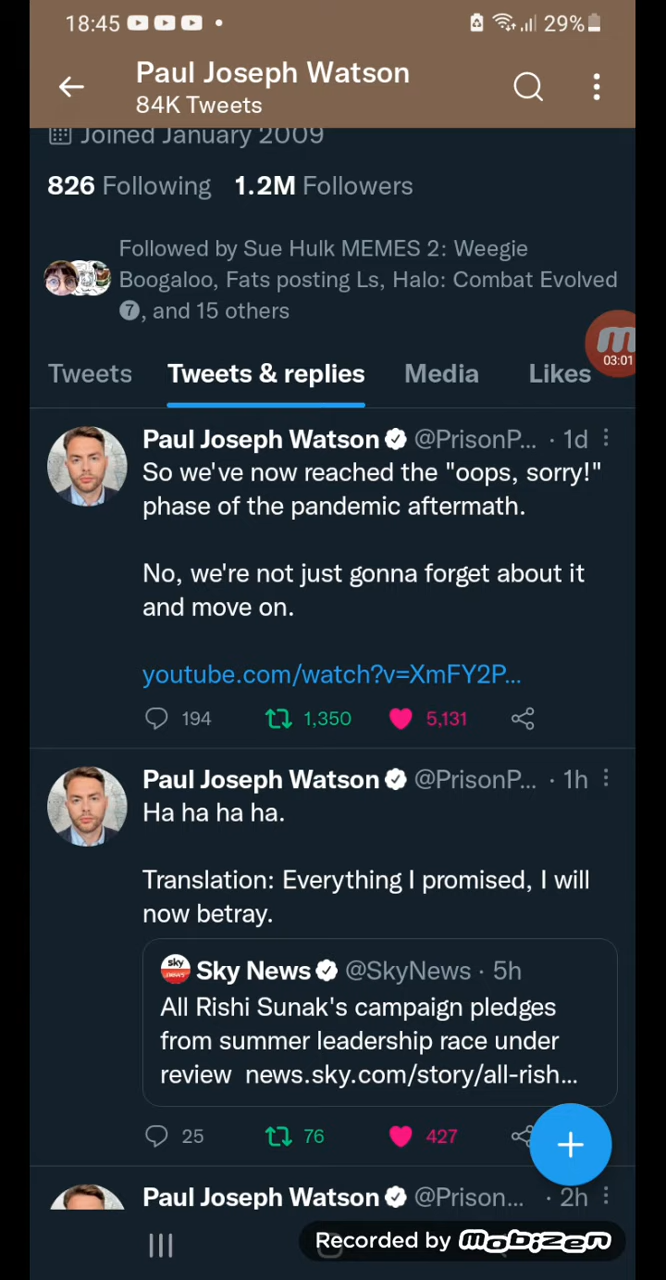 18:45
29%
Paul Joseph Watson
84K Tweets
Joined January 2009
826 Following 1.2M Followers
Followed by Sue Hulk MEMES 2: Weegie
Boogaloo, Fats posting Ls, Halo: Combat Evolved
7, and 15 others
03:01
Tweets Tweets & replies Media Likes
Paul Joseph Watson @PrisonP... · 1d
So we've now reached the "oops, sorry!"
phase of the pandemic aftermath.
No, we're not just gonna forget about it
and move on.
youtube.com/watch?v=XmFY2P...
194 1,350 5,131
Paul Joseph Watson @PrisonP... · 1h
Ha ha ha ha.
Translation: Everything I promised, I will
now betray.
sky news
Sky News @SkyNews · 5h
All Rishi Sunak's campaign pledges
from summer leadership race under
review news.sky.com/story/all-rish...
25 76 427
Paul Joseph Watson @Prison... · 2h
Recorded by mobizen